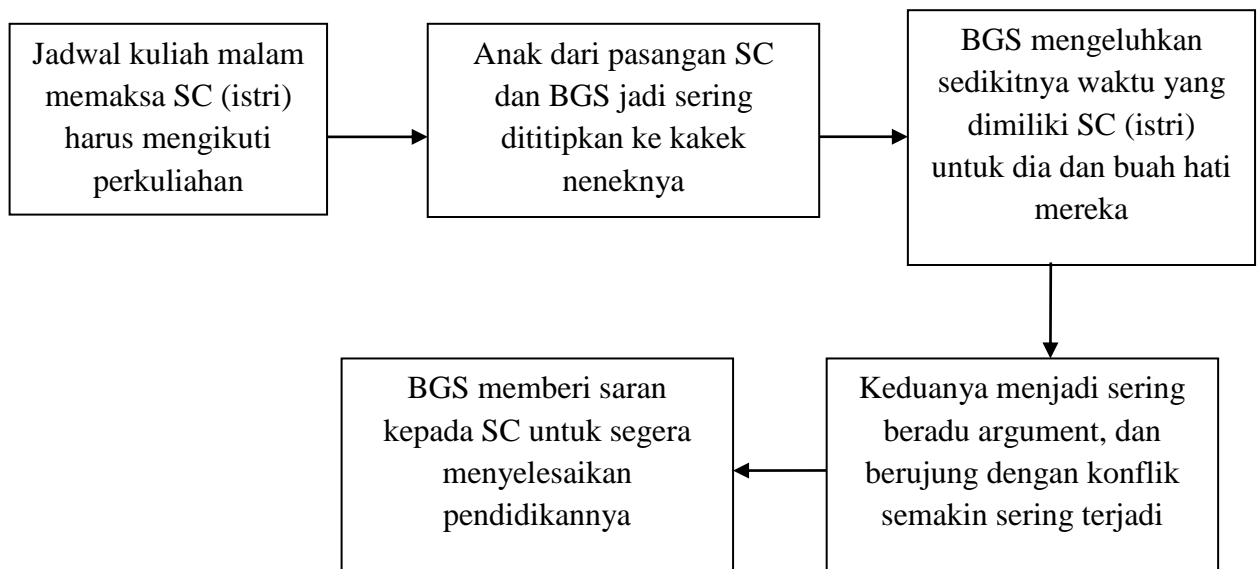 Jadwal kuliah malam
memaksa SC (istri)
harus mengikuti
perkuliahan
Anak dari pasangan SC
dan BGS jadi sering
dititipkan ke kakek
neneknya
BGS mengeluhkan
sedikitnya waktu yang
dimiliki SC (istri)
untuk dia dan buah hati
mereka
Keduanya menjadi sering
beradu argument, dan
berujung dengan konflik
semakin sering terjadi
BGS memberi saran
kepada SC untuk segera
menyelesaikan
pendidikannya